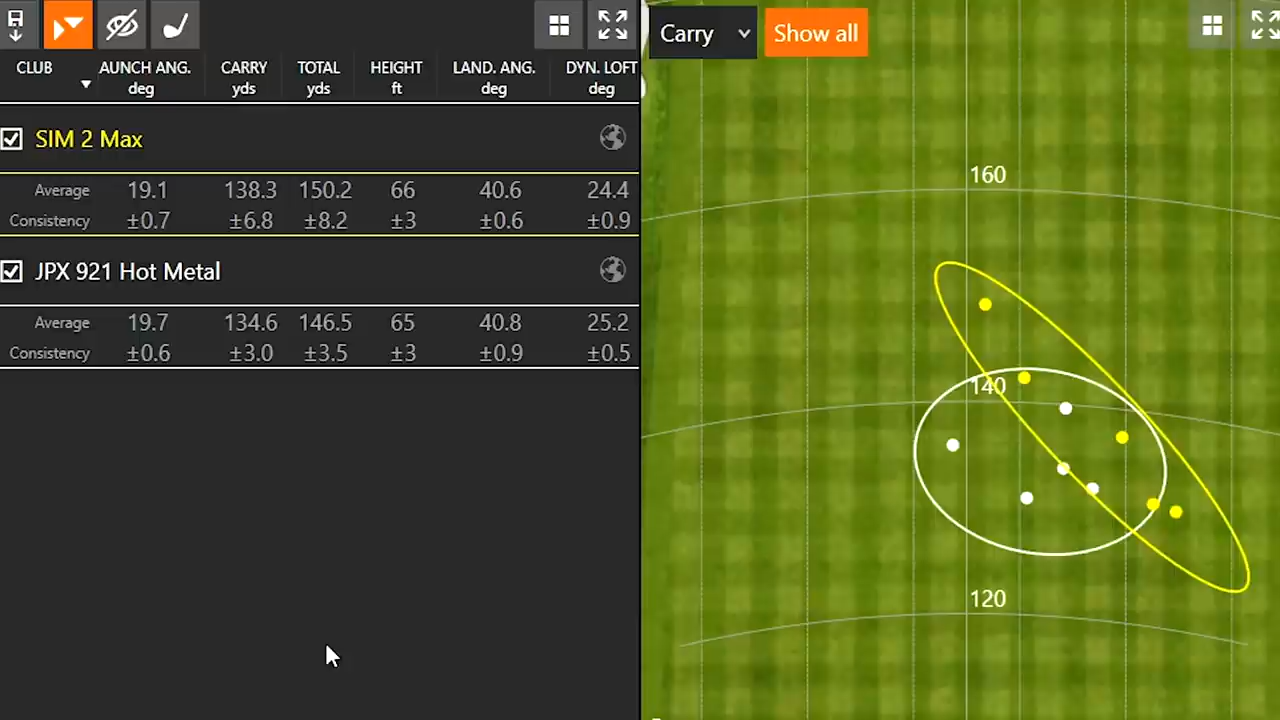 CLUB AUNCH ANG. CARRY TOTAL HEIGHT LAND. ANG. DYN. LOFT
deg yds yds ft deg deg
SIM 2 Max
Average 19.1 138.3 150.2 66 40.6 24.4
Consistency ±0.7 ±6.8 ±8.2 ±3 ±0.6 ±0.9
JPX 921 Hot Metal
Average 19.7 134.6 146.5 65 40.8 25.2
Consistency ±0.6 ±3.0 ±3.5 ±3 ±0.9 ±0.5
Carry Show all
160
140
120